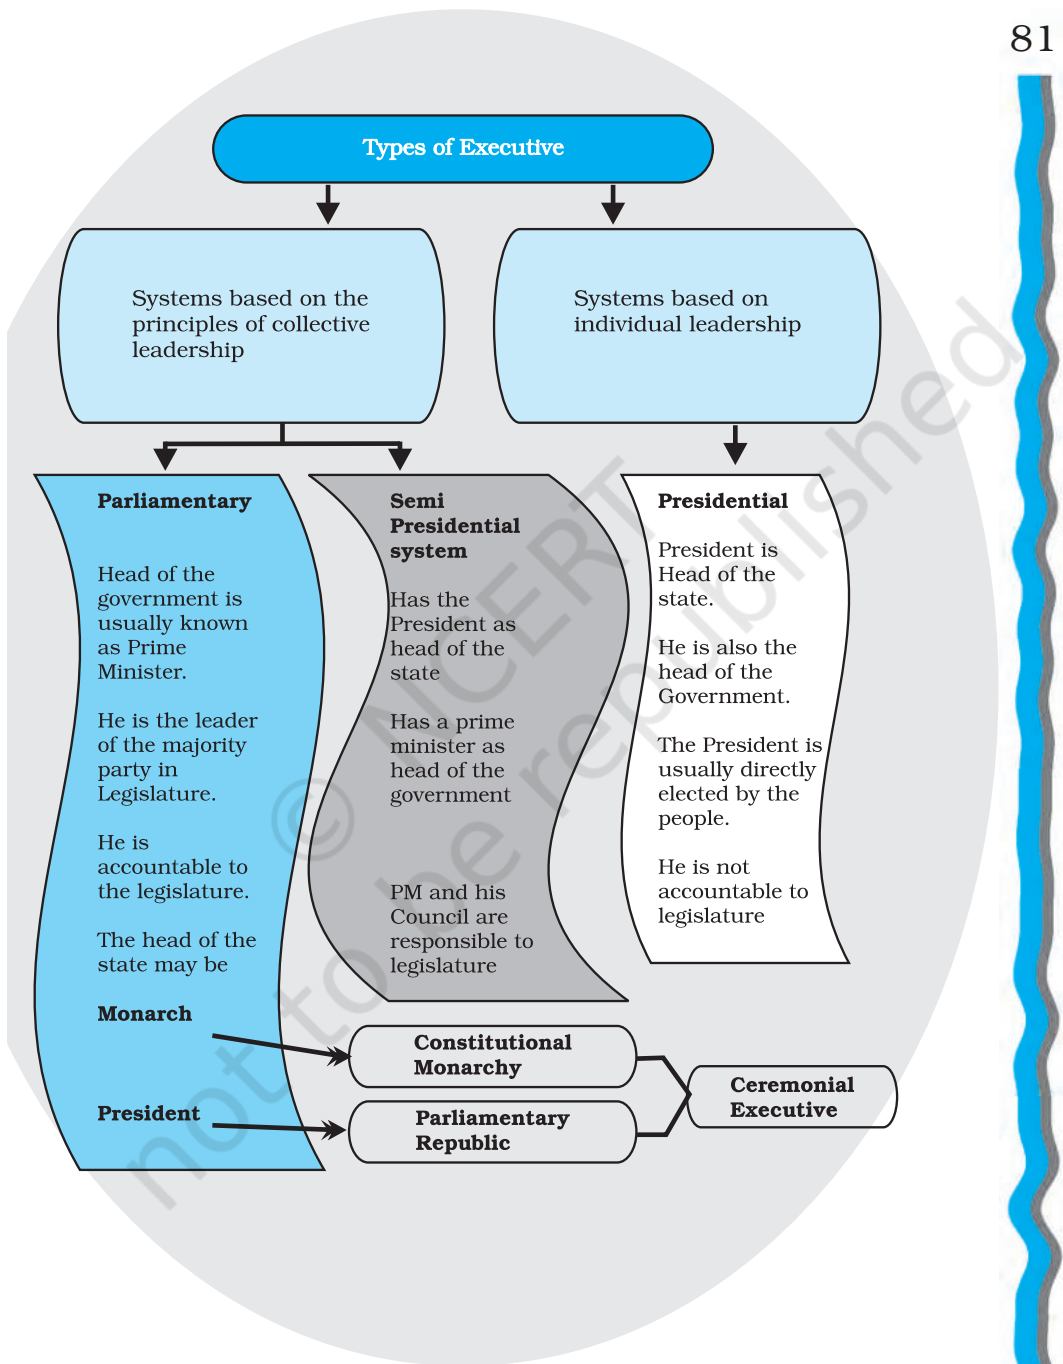 81
Types of Executive
Systems based on the
principles of collective
leadership
Systems based on
individual leadership
Parliamentary
Head of the
government is
usually known
as Prime
Minister.
He is the leader
of the majority
party in
Legislature.
He is
accountable to
the legislature.
The head of the
state may be
Monarch
President
Semi
Presidential
system
Has the
President as
head of the
state
Has a prime
minister as
head of the
government
PM and his
Council are
responsible to
legislature
Presidential
President is
Head of the
state.
He is also the
head of the
Government.
The President is
usually directly
elected by the
people.
He is not
accountable to
legislature
Constitutional
Monarchy
Parliamentary
Republic
Ceremonial
Executive
© NCERT
not to be republished